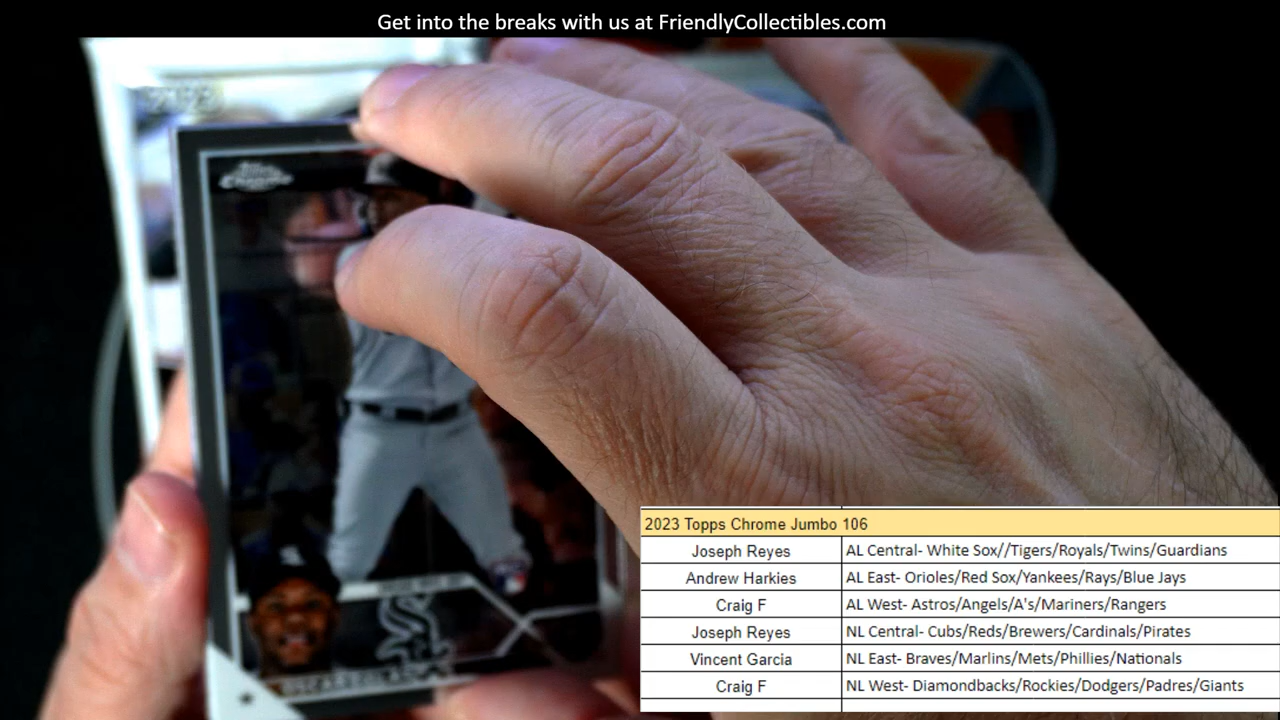 Get into the breaks with us at FriendlyCollectibles.com
Topps
Chrome
2023 Topps Chrome Jumbo 106
Joseph Reyes AL Central- White Sox//Tigers/Royals/Twins/Guardians
Andrew Harkies AL East- Orioles/Red Sox/Yankees/Rays/Blue Jays
Craig F AL West- Astros/Angels/A's/Mariners/Rangers
Joseph Reyes NL Central- Cubs/Reds/Brewers/Cardinals/Pirates
Vincent Garcia NL East- Braves/Marlins/Mets/Phillies/Nationals
Craig F NL West- Diamondbacks/Rockies/Dodgers/Padres/Giants